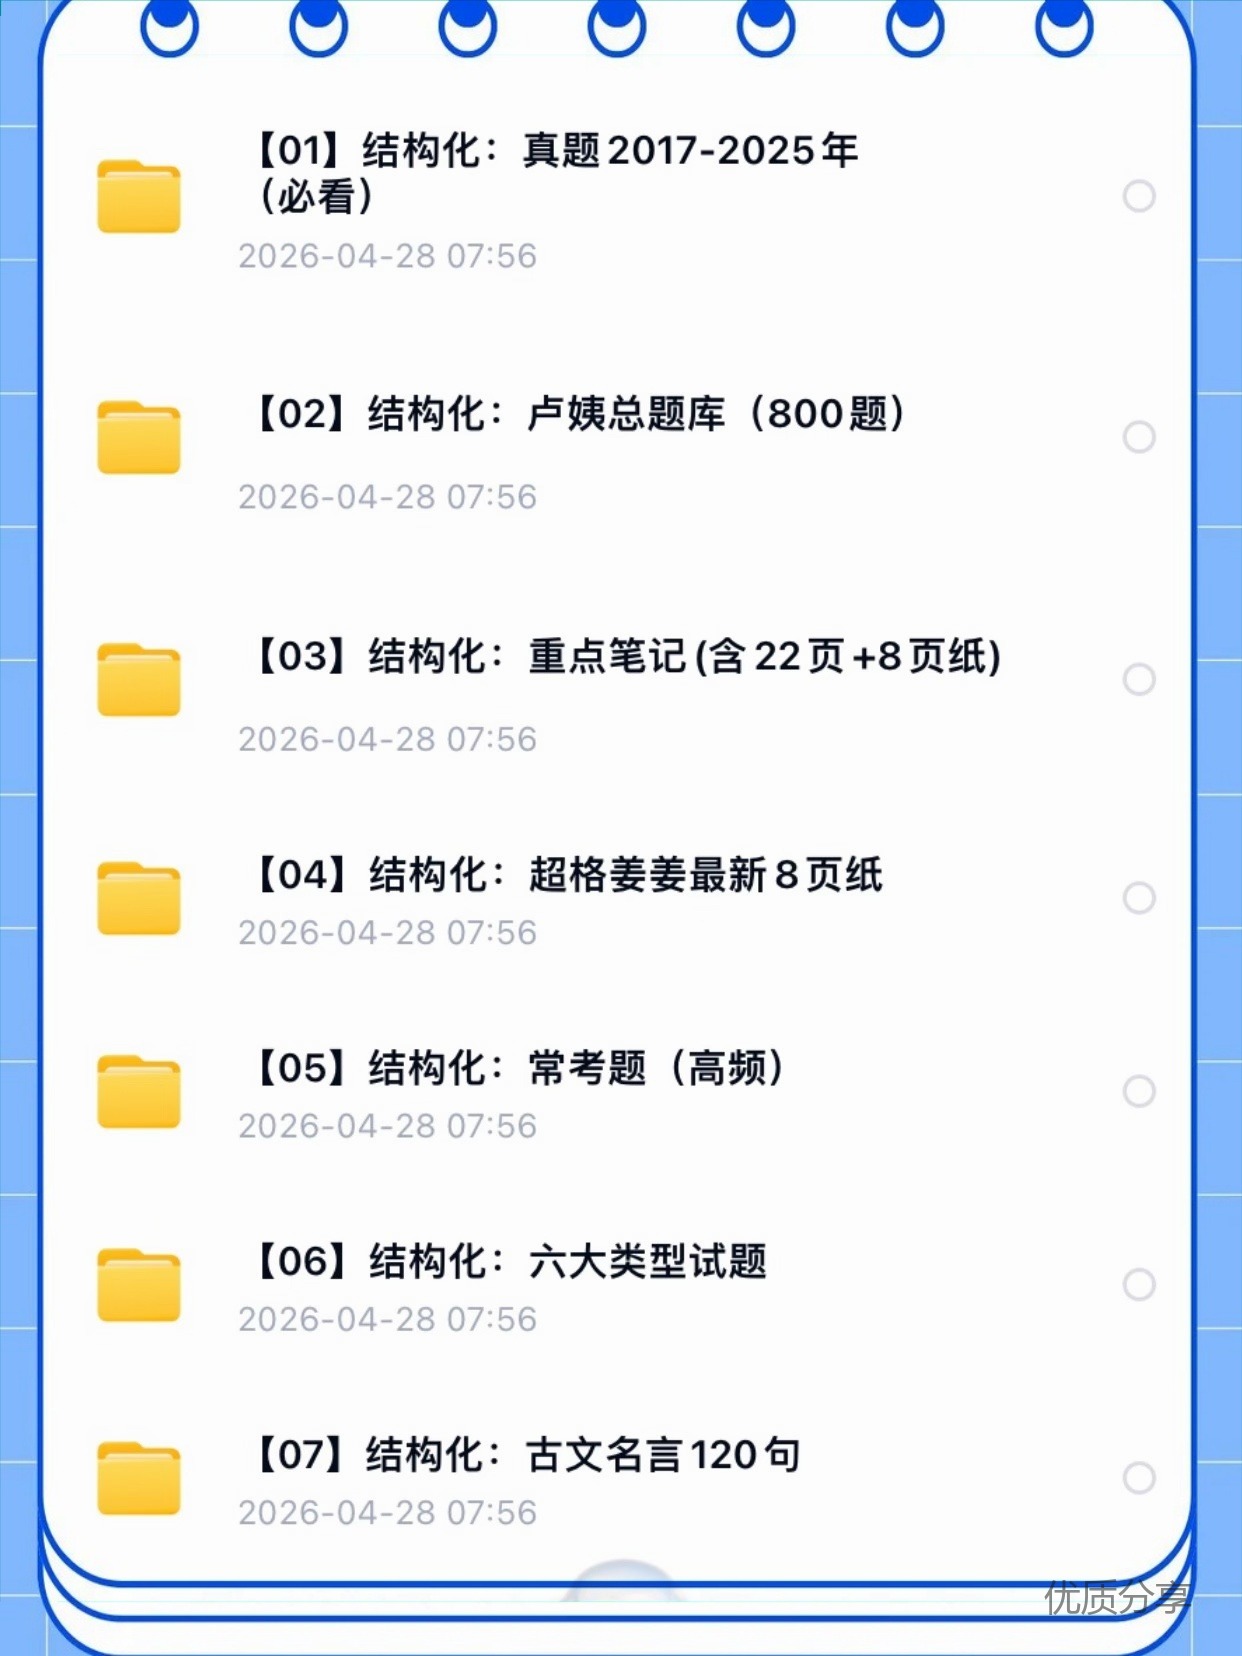 【01】结构化：真题2017-2025年
（必看）
2026-04-28 07:56
【02】结构化：卢姨总题库（800题）
2026-04-28 07:56
【03】结构化：重点笔记(含22页+8页纸)
2026-04-28 07:56
【04】结构化：超格姜姜最新8页纸
2026-04-28 07:56
【05】结构化：常考题（高频）
2026-04-28 07:56
【06】结构化：六大类型试题
2026-04-28 07:56
【07】结构化：古文名言120句
2026-04-28 07:56
优质分享